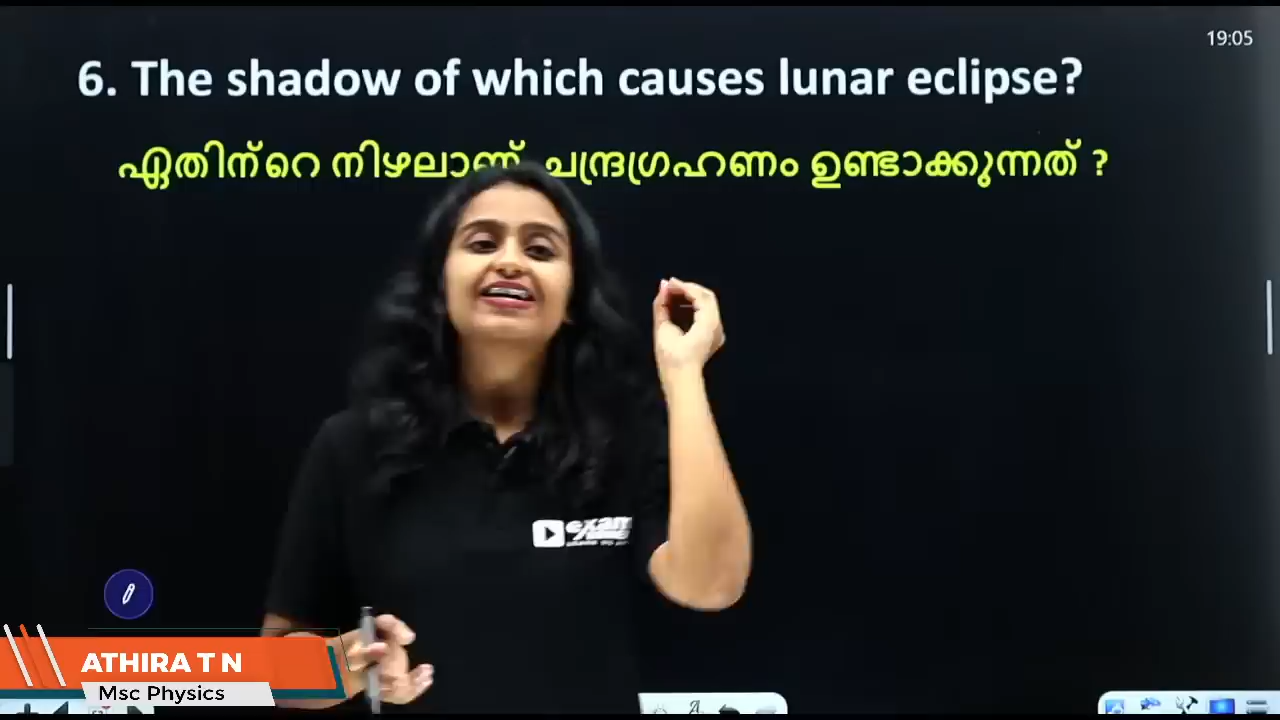 19:05
6. The shadow of which causes lunar eclipse?
ഏതിന്റെ നിഴലാണ് ചന്ദ്രഗ്രഹണം ഉണ്ടാക്കുന്നത് ?
exam
ATHIRA T N
Msc Physics